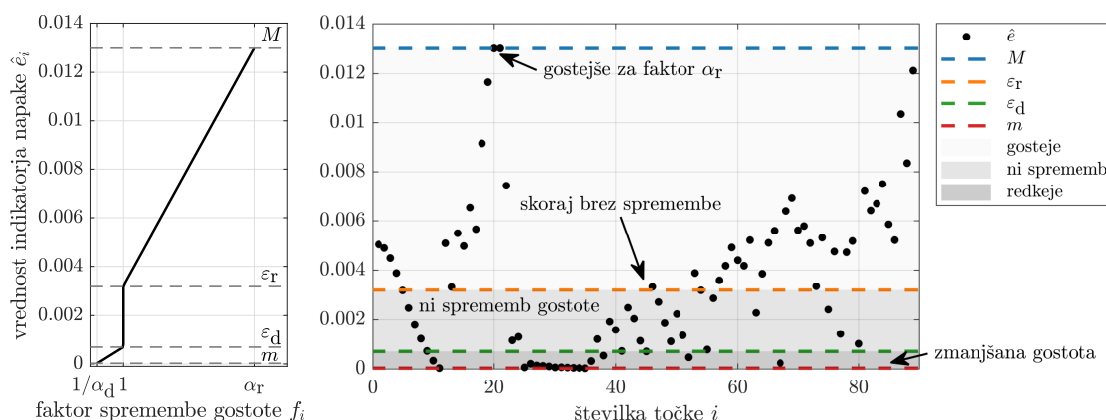 0.014
0.012
0.01
0.008
0.006
0.004
0.002
0
vrednost indikatorja napake ê_i
M
ε_r
ε_d
m
1/α_d 1 α_r
faktor spremembe gostote f_i
0.014
0.012
0.01
0.008
0.006
0.004
0.002
0
gostejše za faktor α_r
skoraj brez spremembe
ni sprememb gostote
zmanjšana gostota
0 20 40 60 80
številka točke i
ê
M
ε_r
ε_d
m
gosteje
ni sprememb
redkeje